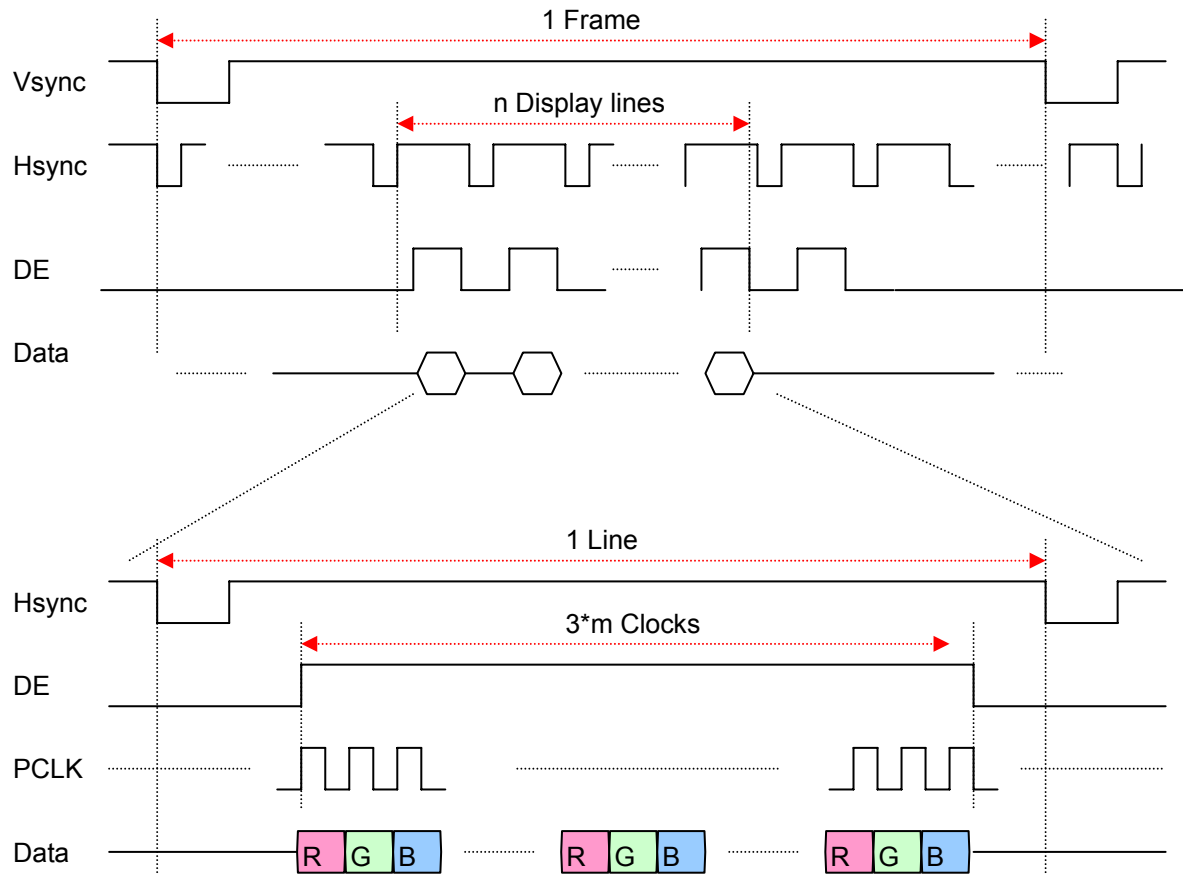 1 Frame
Vsync
n Display lines
Hsync
DE
Data
1 Line
Hsync
3*m Clocks
DE
PCLK
Data
R G B R G B R G B